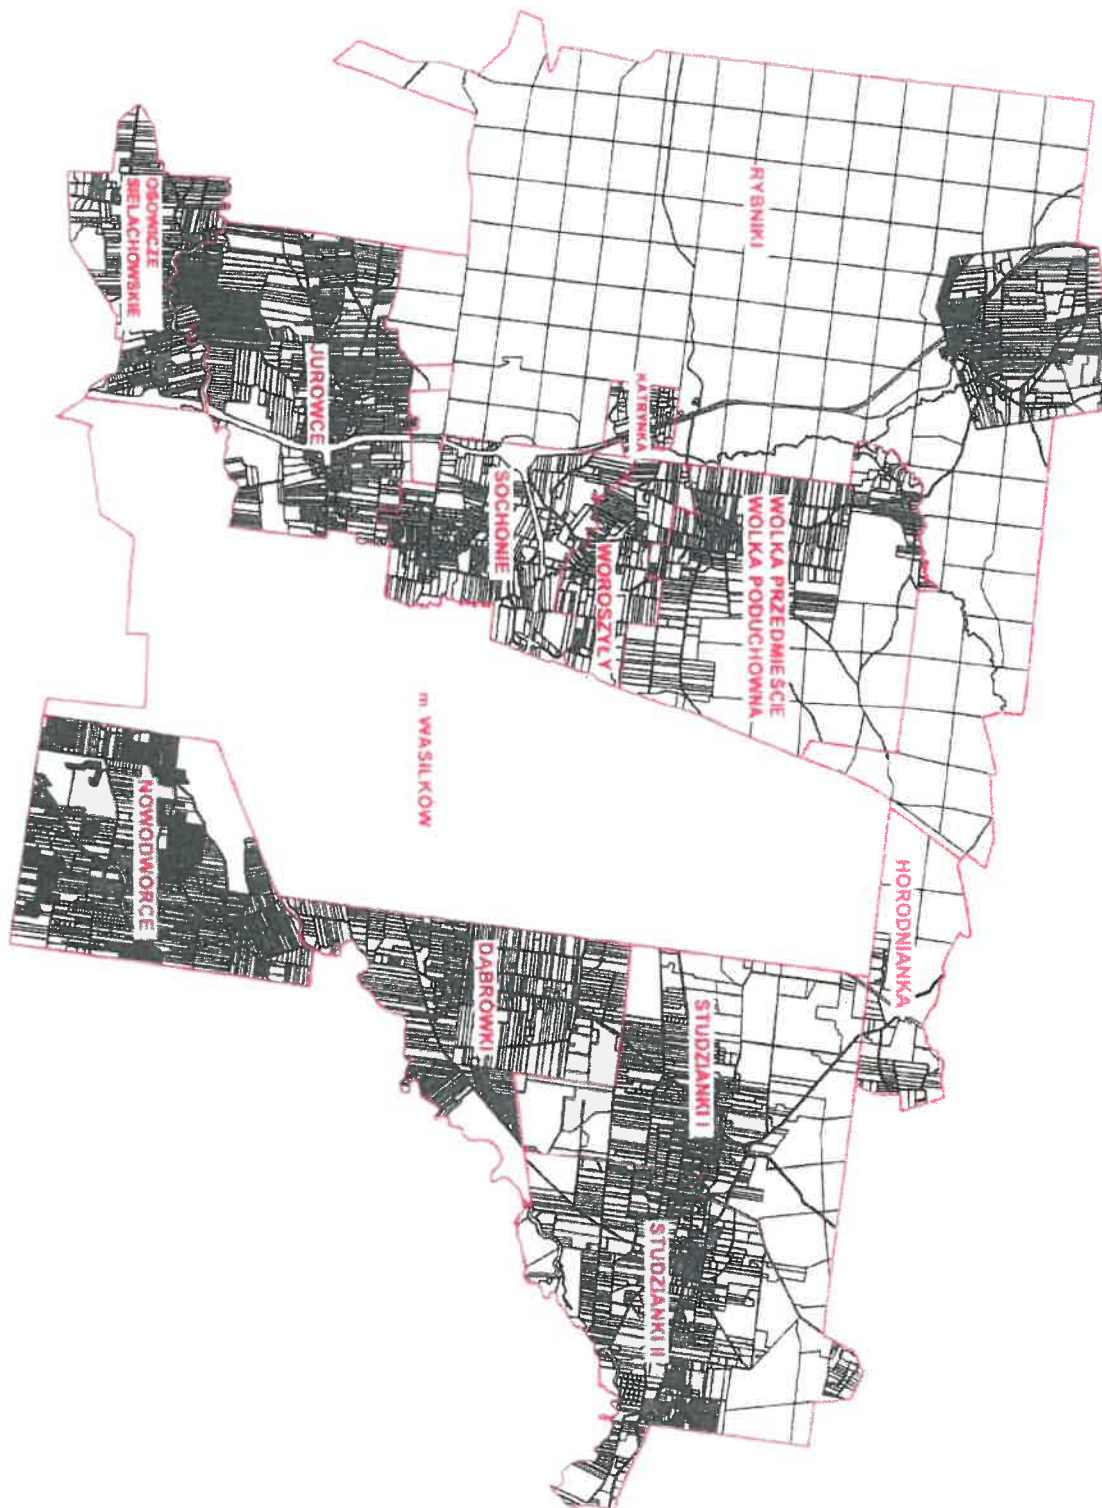 RYBNIKI
OSOWICZE
SIELACHOWSKIE
JUROWCE
KATRYNKA
SOCHONIE
WOROSZYŁY
WÓLKA PRZEDMIEŚCIE
WÓLKA PODUCHOWNA
m WASILKÓW
NOWODWORCE
HORODNIANKA
DĄBRÓWKI
STUDZIANKI I
STUDZIANKI II